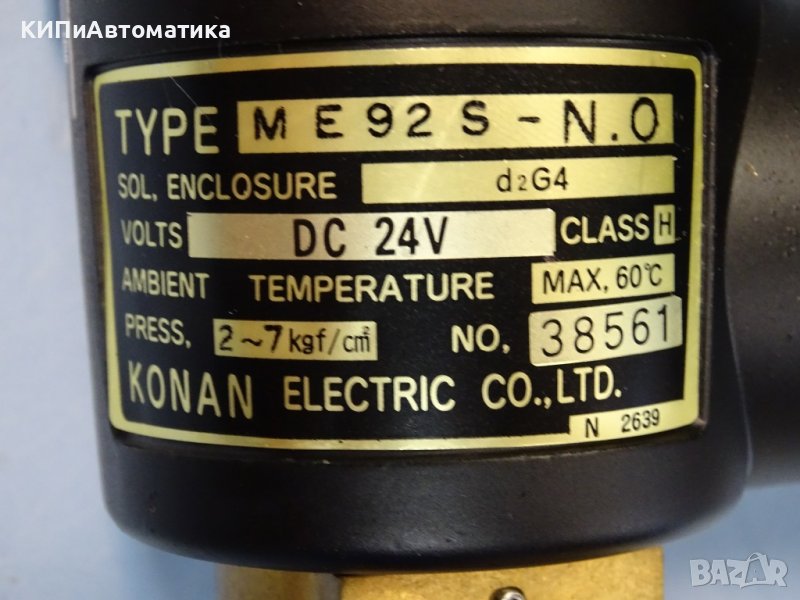 КИПиАвтоматика
TYPE ME92S-N.O
SOL, ENCLOSURE d2G4
VOLTS DC 24V CLASS H
AMBIENT TEMPERATURE MAX, 60℃
PRESS, 2~7kgf/cm² NO, 38561
KONAN ELECTRIC CO.,LTD.
N 2639
BAZAR